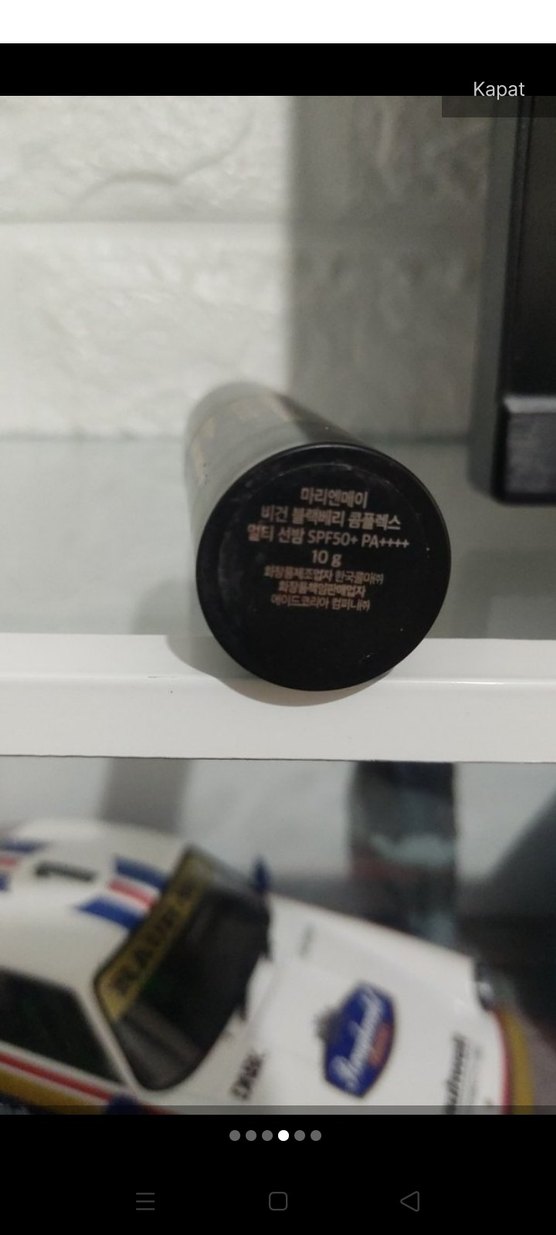 Kapat
마리엔메이
비건 블랙베리 콤플렉스
멀티 선밤 SPF50+ PA++++
10 g
화장품제조업자 한국콜마㈜
화장품책임판매업자
에이드코리아 컴퍼니㈜
1